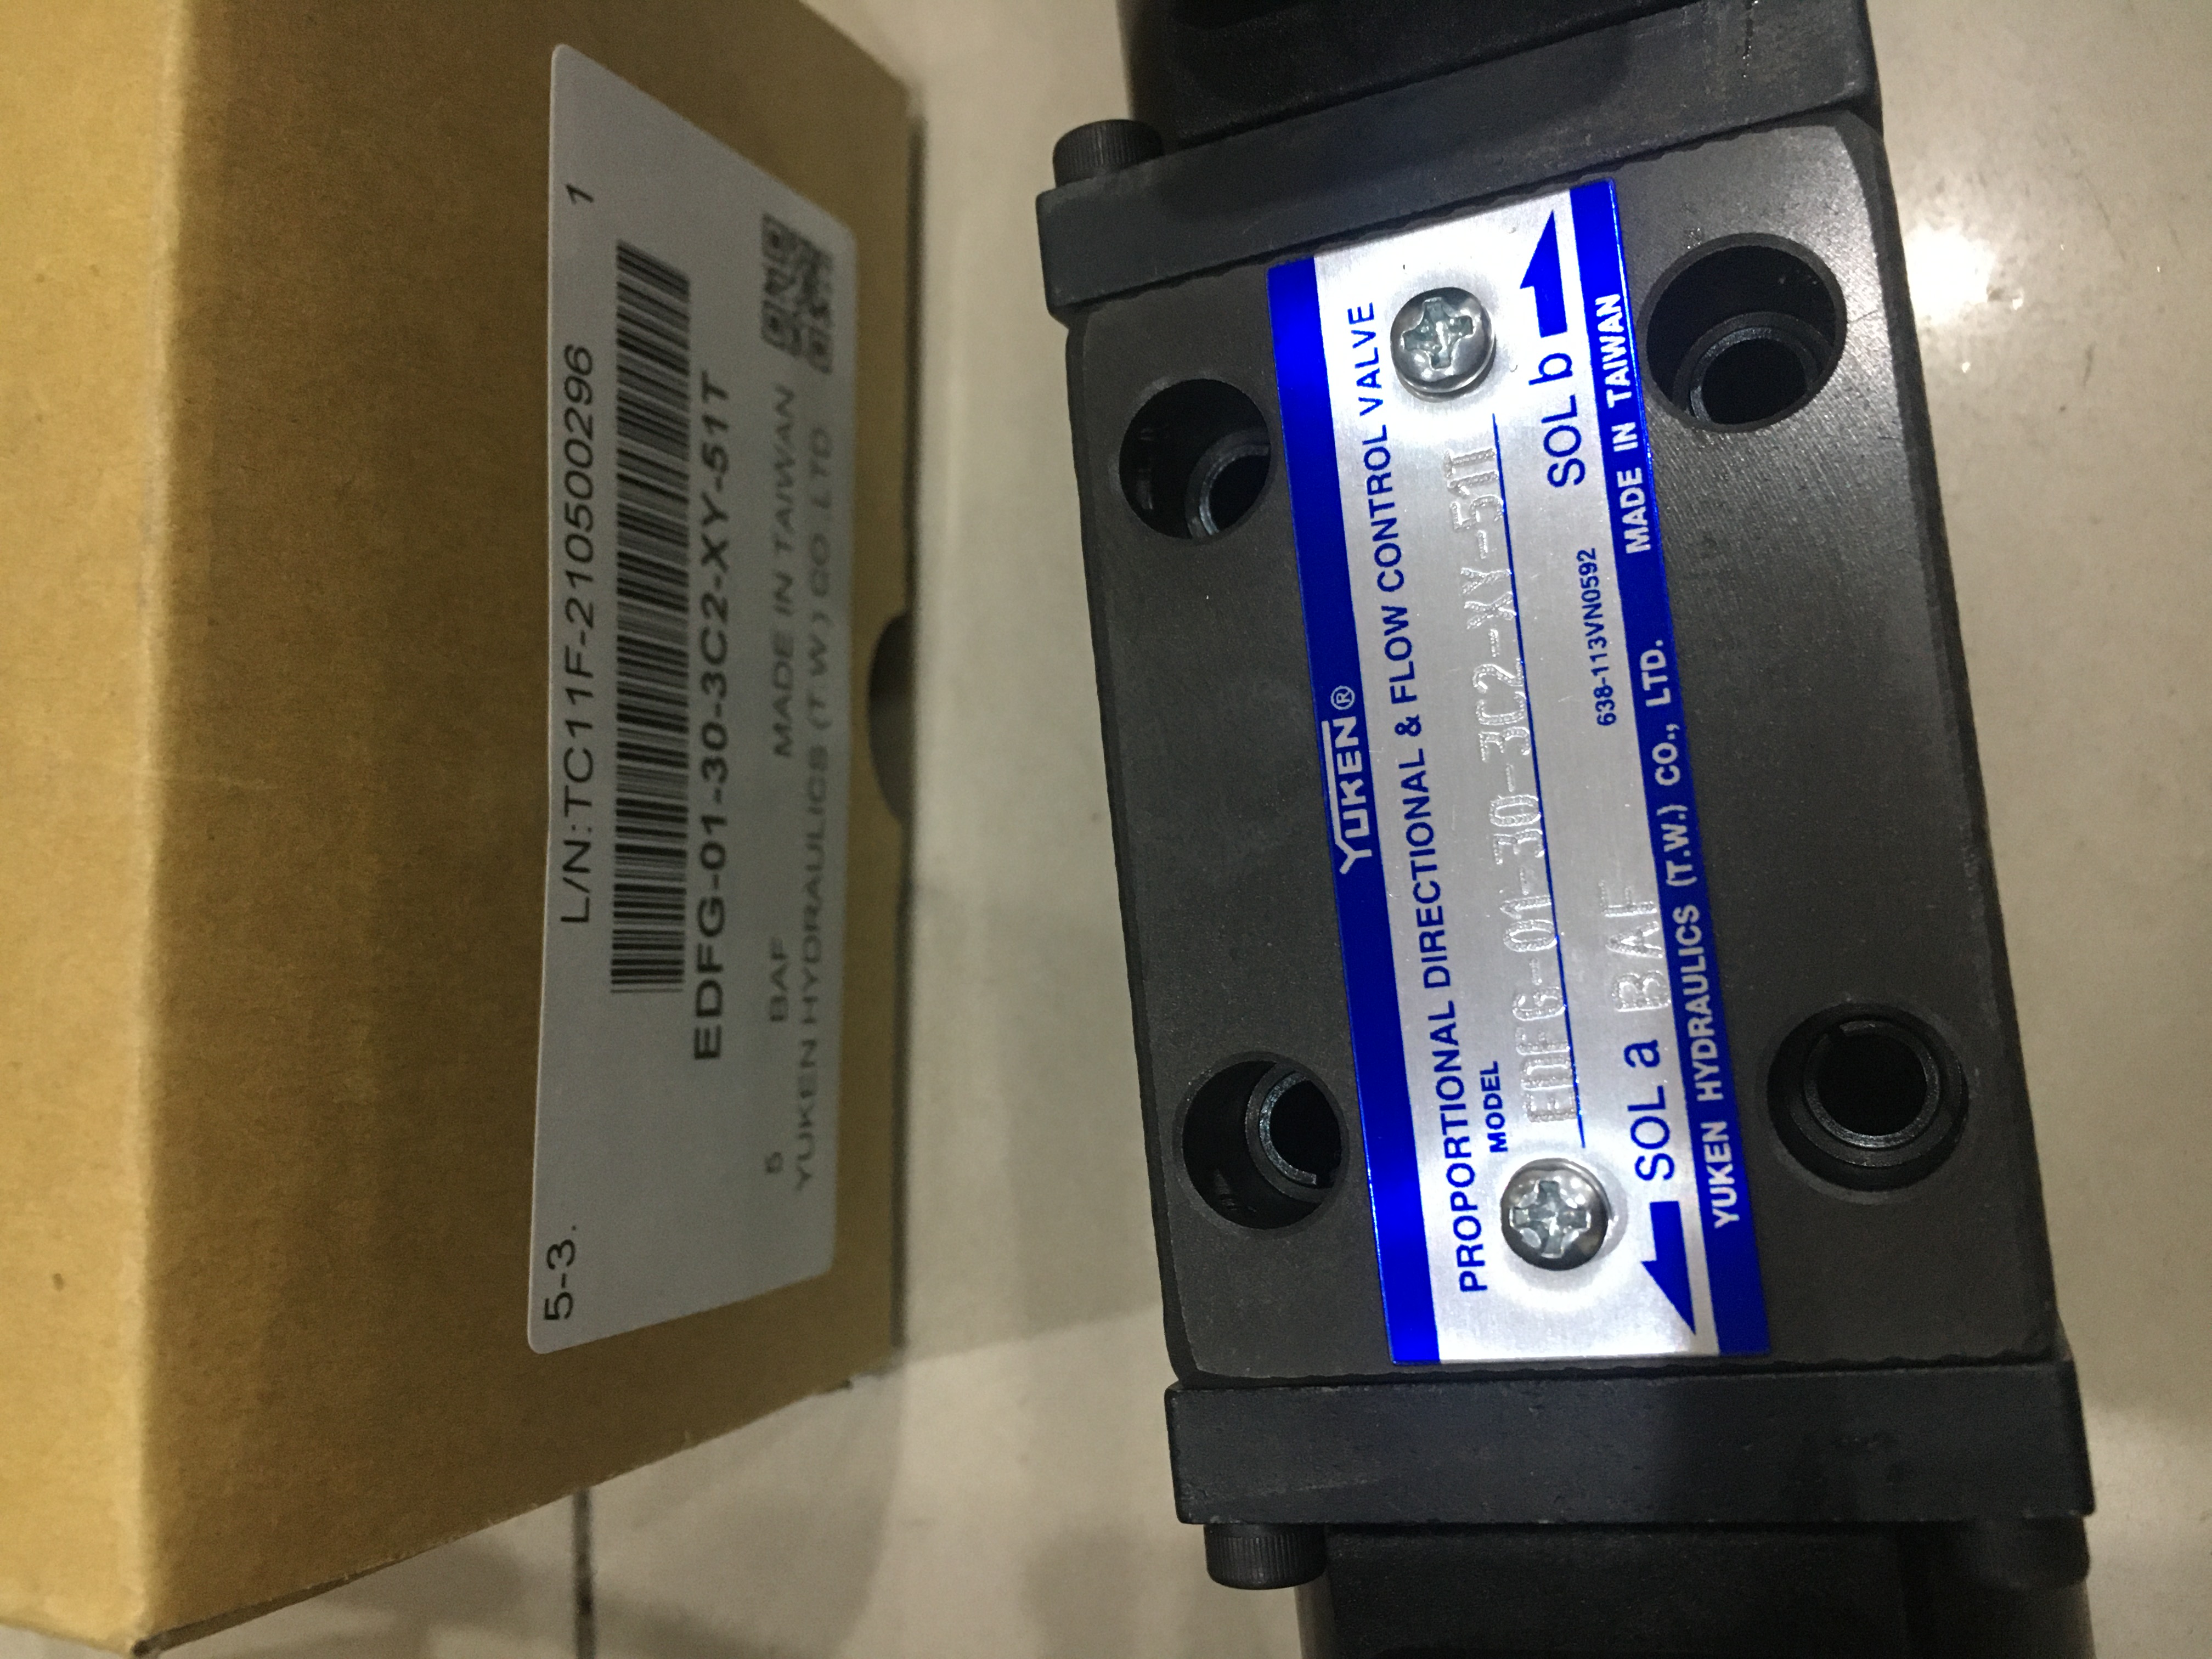 L/N:TC11F-210500296 1
EDFG-01-30-3C2-XY-51T
5 BAF MADE IN TAIWAN
YUKEN HYDRAULICS (T.W.) CO.,LTD
5-3.
YUKEN®
PROPORTIONAL DIRECTIONAL & FLOW CONTROL VALVE
MODEL EDFG-01-30-3C2-XY-51T
638-113VN0592
SOL a BAF SOL b
YUKEN HYDRAULICS (T.W.) CO., LTD. MADE IN TAIWAN